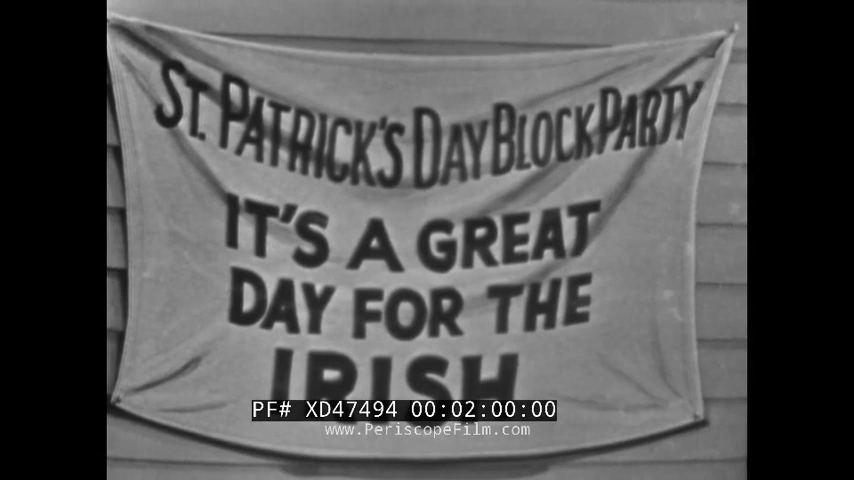 ST. PATRICK'S DAY BLOCK PARTY
IT'S A GREAT
DAY FOR THE
IRISH
PF# XD47494 00:02:00:00
www.PeriscopeFilm.com